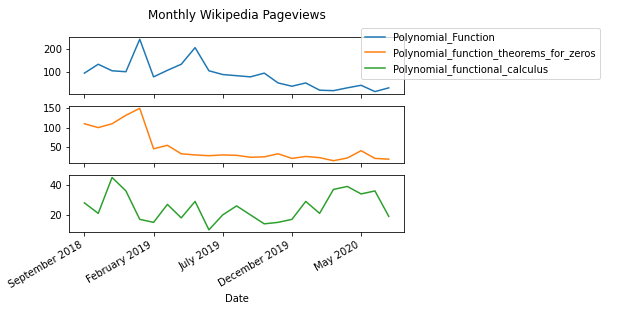 Monthly Wikipedia Pageviews
Polynomial_Function
Polynomial_function_theorems_for_zeros
Polynomial_functional_calculus
200
100
150
100
50
40
20
September 2018
February 2019
July 2019
December 2019
May 2020
Date